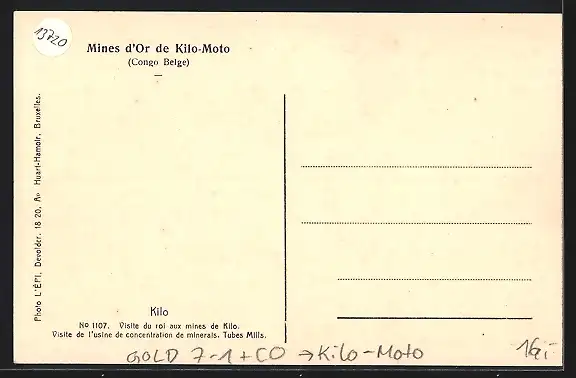 13720
Mines d'Or de Kilo-Moto
(Congo Belge)
Photo L'ÉPI, Devolder, 18 20, Av Huart-Hamoir, Bruxelles.
Kilo
No 1107. Visite du roi aux mines de Kilo.
Visite de l'usine de concentration de minerais. Tubes Mills.
GOLD 7-1 + CO → Kilo-Moto
16,-